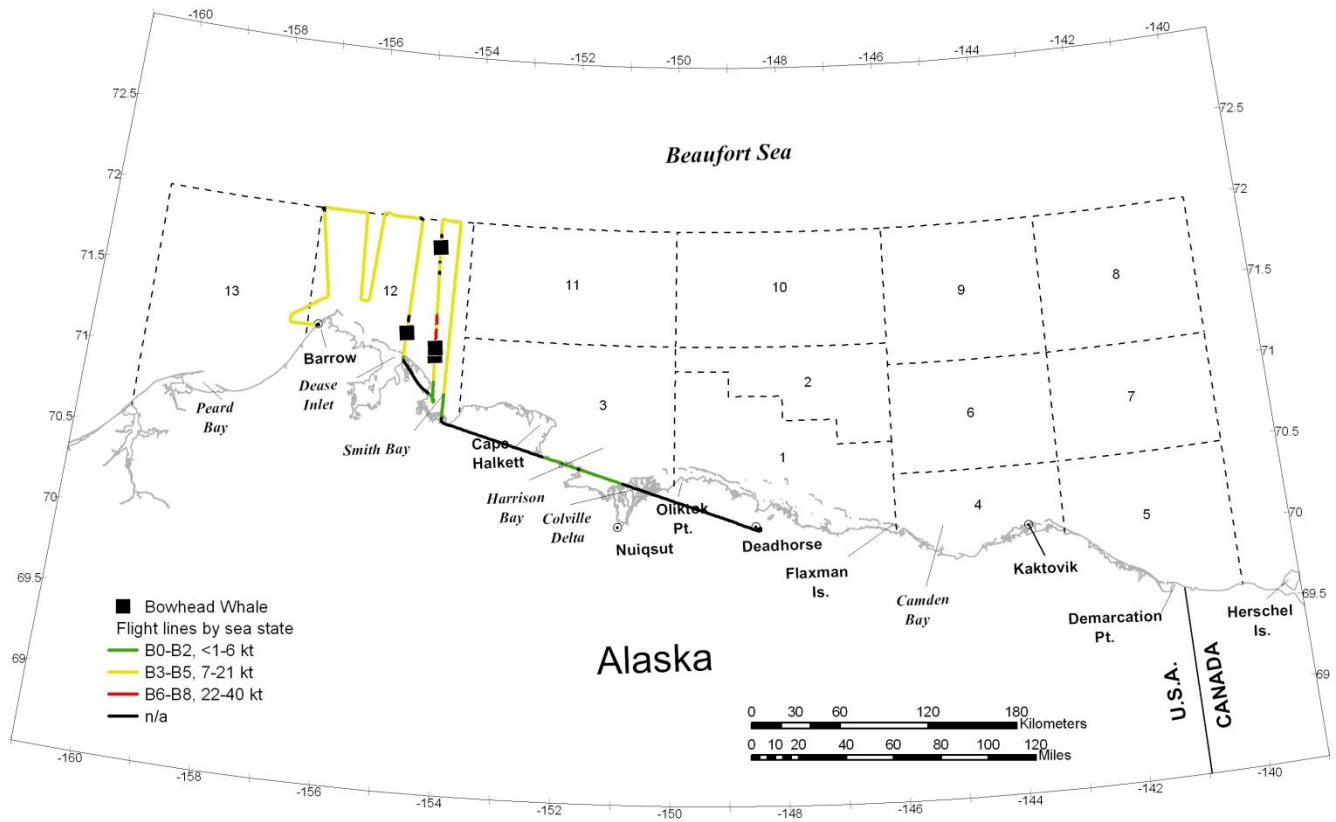 -160
-158
-156
-154
-152
-150
-148
-146
-144
-142
-140
72.5
72.5
Beaufort Sea
72
72
71.5
71.5
13
12
11
10
9
8
71
71
Barrow
Dease
Inlet
Peard
Bay
3
2
6
7
70.5
70.5
Smith Bay
Cape
Halkett
1
Harrison
Bay
Colville
Delta
Oliktok
Pt.
4
5
70
70
Nuiqsut
Deadhorse
Flaxman
Is.
Kaktovik
Camden
Bay
Demarcation
Pt.
Herschel
Is.
69.5
69.5
Bowhead Whale
Flight lines by sea state
B0-B2, <1-6 kt
B3-B5, 7-21 kt
B6-B8, 22-40 kt
n/a
69
69
Alaska
U.S.A.
CANADA
0 30 60 120 180
Kilometers
0 10 20 40 60 80 100 120
Miles
-160
-158
-156
-154
-152
-150
-148
-146
-144
-142
-140